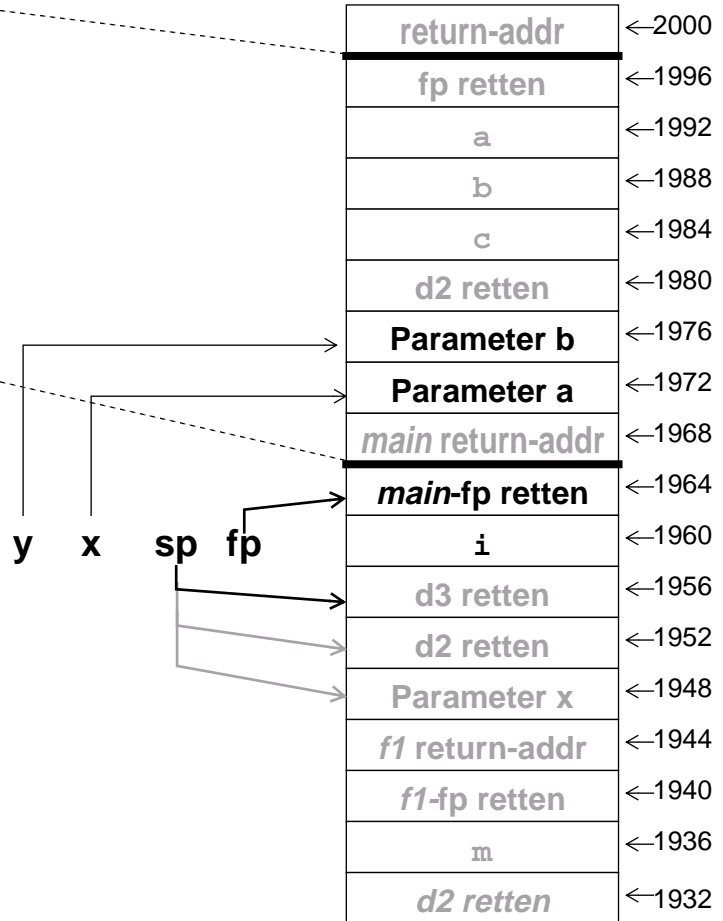 return-addr 2000
fp retten 1996
a 1992
b 1988
c 1984
d2 retten 1980
Parameter b 1976
Parameter a 1972
main return-addr 1968
main-fp retten 1964
y x sp fp i 1960
d3 retten 1956
d2 retten 1952
Parameter x 1948
f1 return-addr 1944
f1-fp retten 1940
m 1936
d2 retten 1932